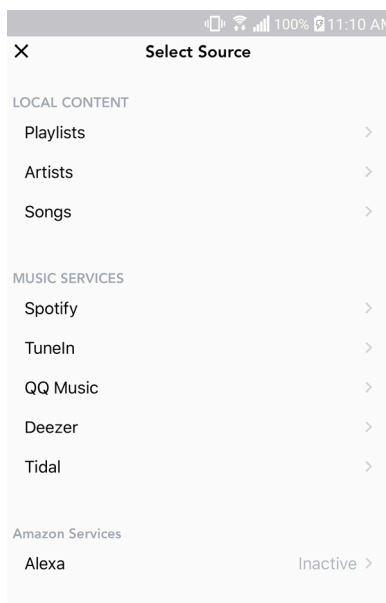 100% 11:10 AM
Select Source
LOCAL CONTENT
Playlists
Artists
Songs
MUSIC SERVICES
Spotify
TuneIn
QQ Music
Deezer
Tidal
Amazon Services
Alexa Inactive